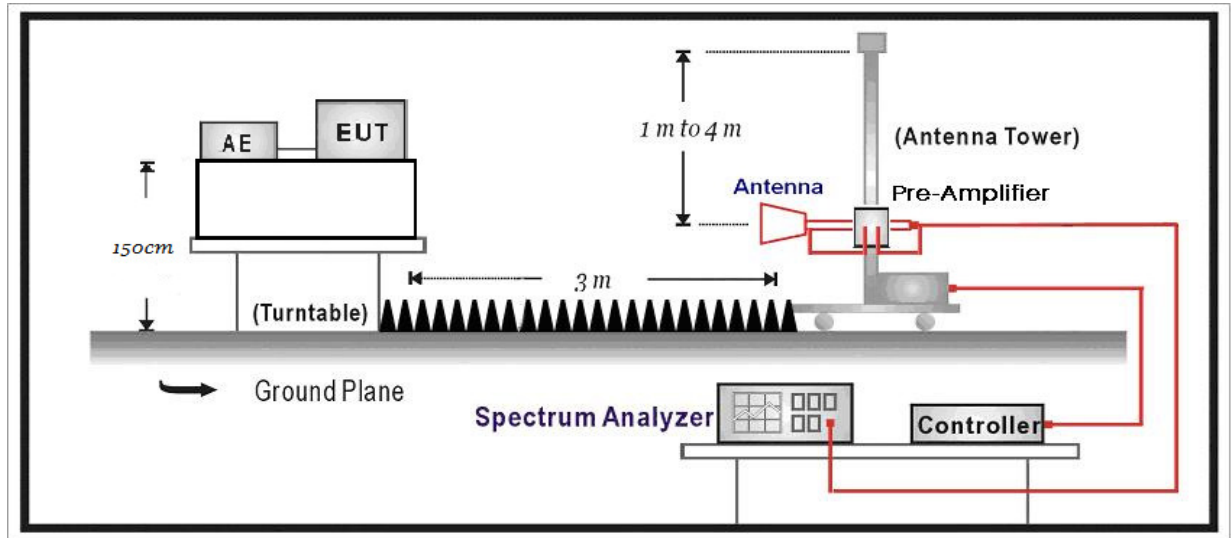 AE
EUT
150cm
(Turntable)
3 m
1 m to 4 m
(Antenna Tower)
Antenna
Pre-Amplifier
Ground Plane
Spectrum Analyzer
Controller